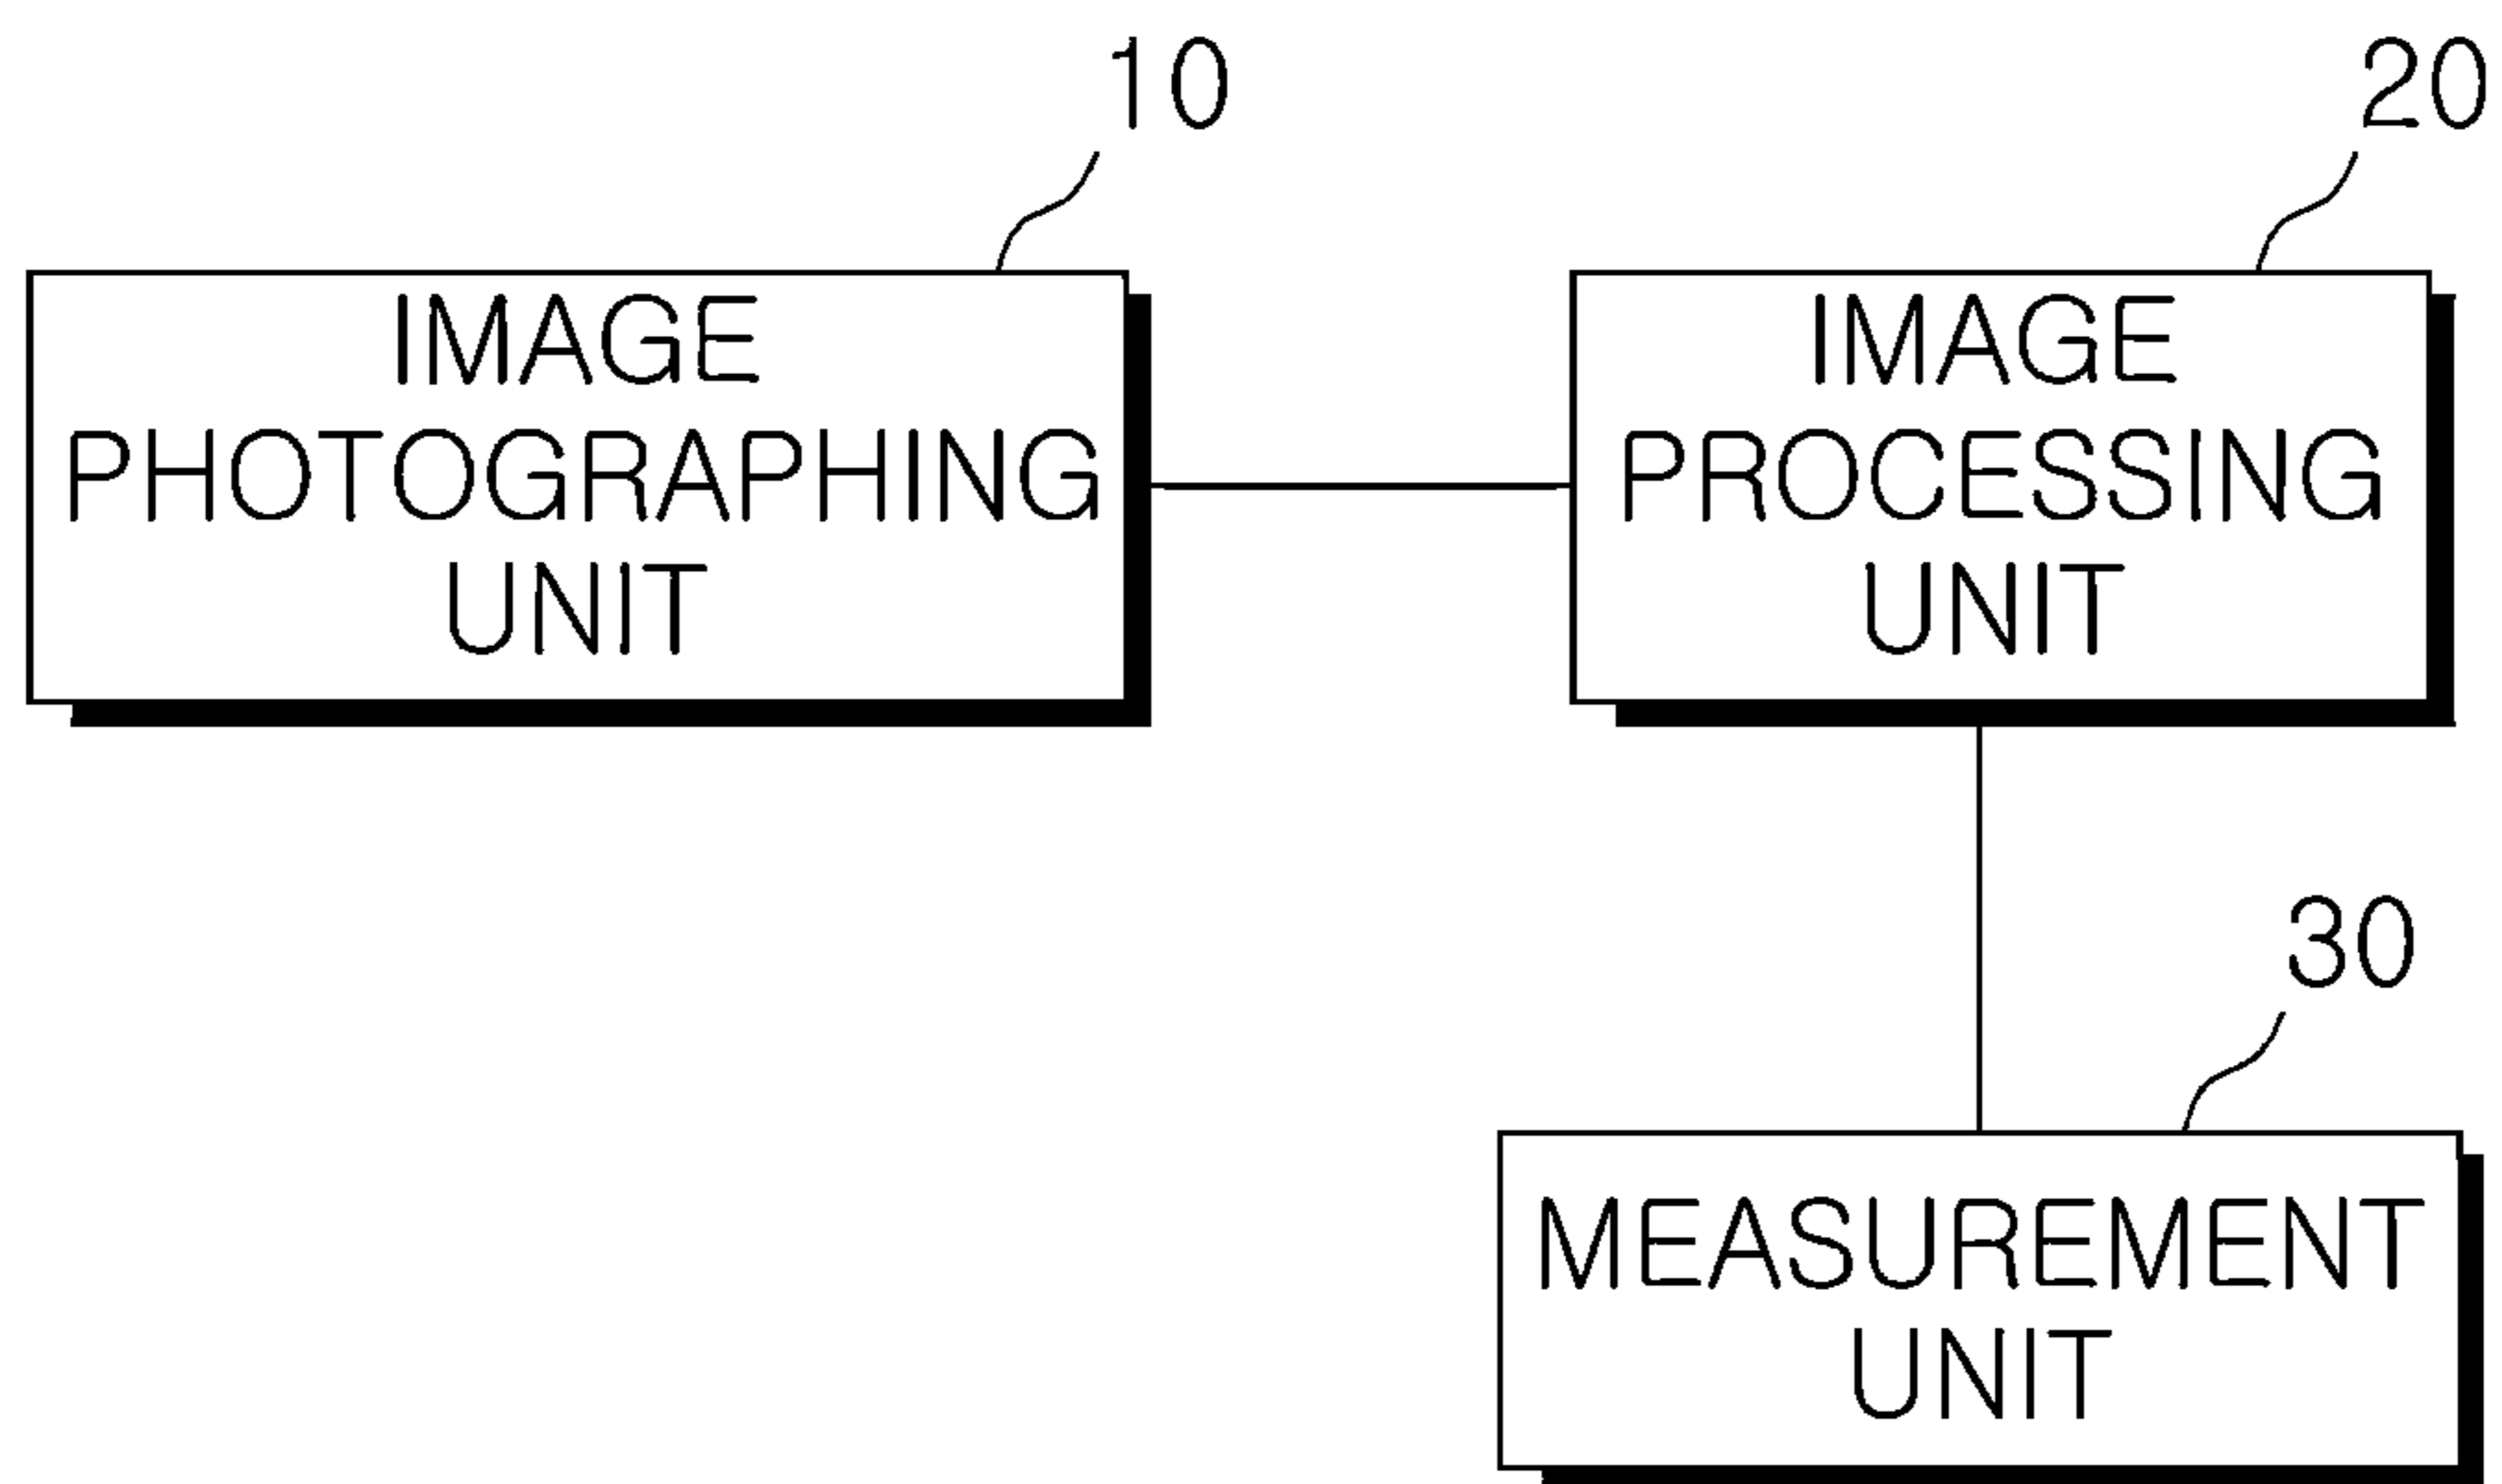 10
IMAGE
PHOTOGRAPHING
UNIT
20
IMAGE
PROCESSING
UNIT
30
MEASUREMENT
UNIT